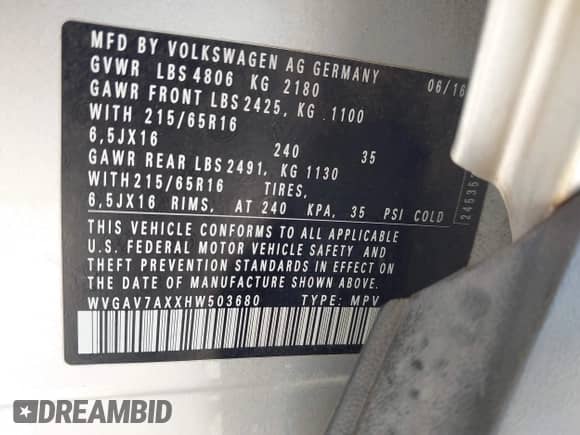 MFD BY VOLKSWAGEN AG GERMANY
GVWR LBS 4806 KG 2180 06/16
GAWR FRONT LBS 2425, KG 1100
WITH 215/65R16
6,5JX16 240 35
GAWR REAR LBS 2491, KG 1130
WITH 215/65R16 TIRES,
6,5JX16 RIMS, AT 240 KPA, 35 PSI COLD
THIS VEHICLE CONFORMS TO ALL APPLICABLE
U.S. FEDERAL MOTOR VEHICLE SAFETY AND
THEFT PREVENTION STANDARDS IN EFFECT ON
THE DATE OF MANUFACTURE SHOWN ABOVE.
WVGAV7AXXHW503680 TYPE: MPV
DREAMBID